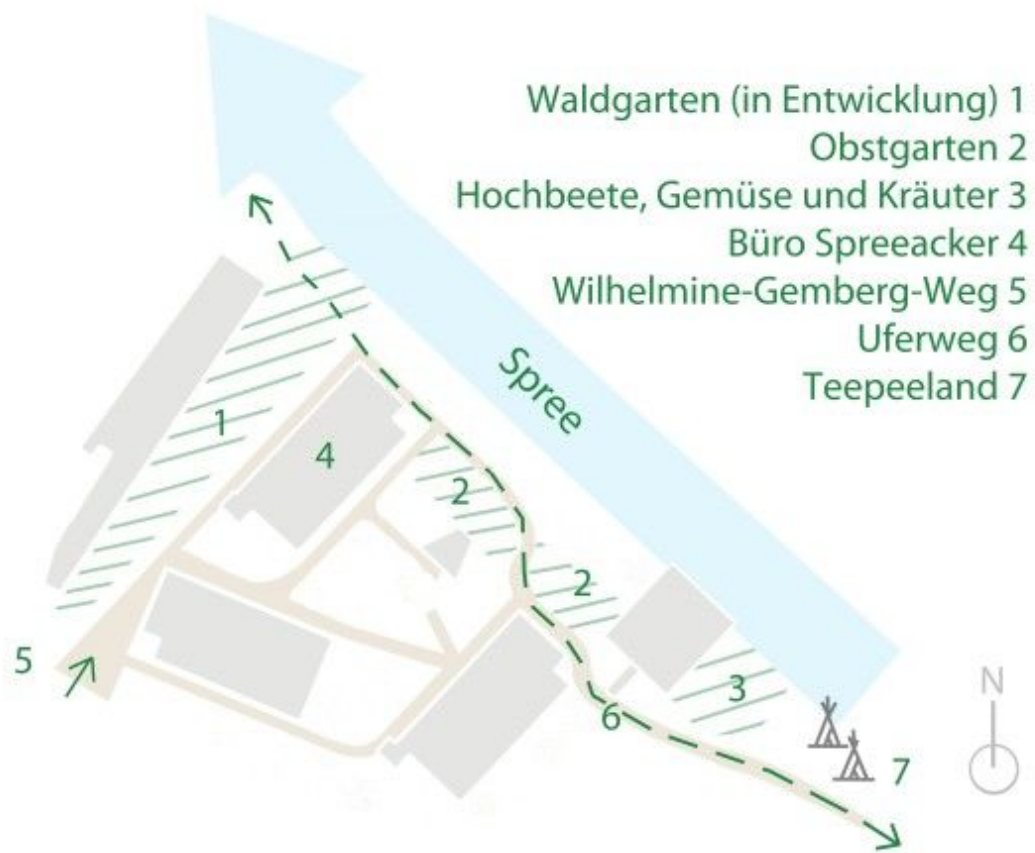 Waldgarten (in Entwicklung) 1
Obstgarten 2
Hochbeete, Gemüse und Kräuter 3
Büro Spreeacker 4
Wilhelmine-Gemberg-Weg 5
Uferweg 6
Teepeeland 7
Spree
1
4
2
2
5
3
6
7
N